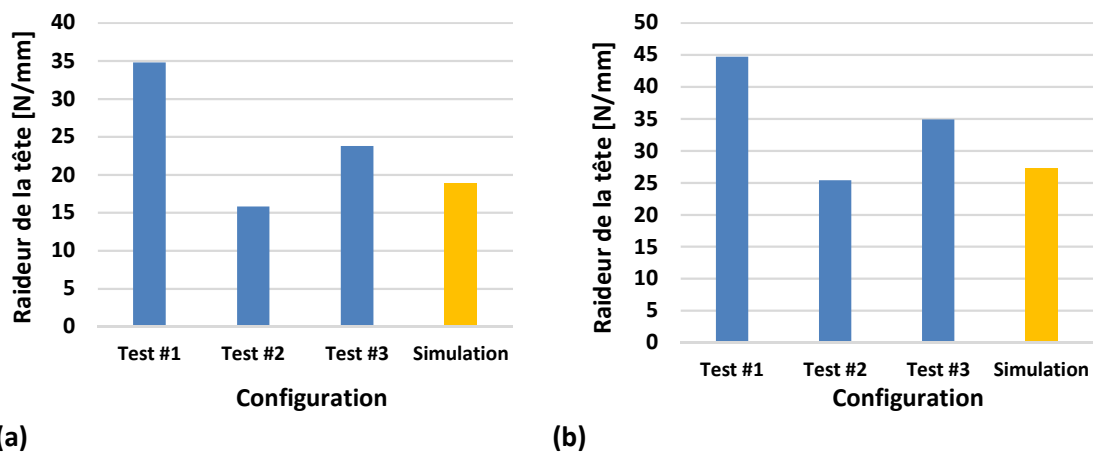 Raideur de la tête [N/mm]
40
35
30
25
20
15
10
5
0
Test #1 Test #2 Test #3 Simulation
Configuration
(a)
Raideur de la tête [N/mm]
50
45
40
35
30
25
20
15
10
5
0
Test #1 Test #2 Test #3 Simulation
Configuration
(b)